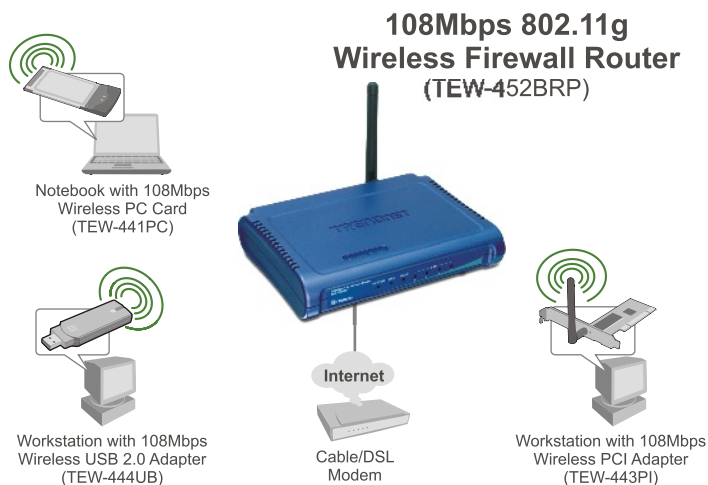 108Mbps 802.11g
Wireless Firewall Router
(TEW-452BRP)
Notebook with 108Mbps
Wireless PC Card
(TEW-441PC)
TRENDNET
Internet
Workstation with 108Mbps
Wireless USB 2.0 Adapter
(TEW-444UB)
Cable/DSL
Modem
Workstation with 108Mbps
Wireless PCI Adapter
(TEW-443PI)